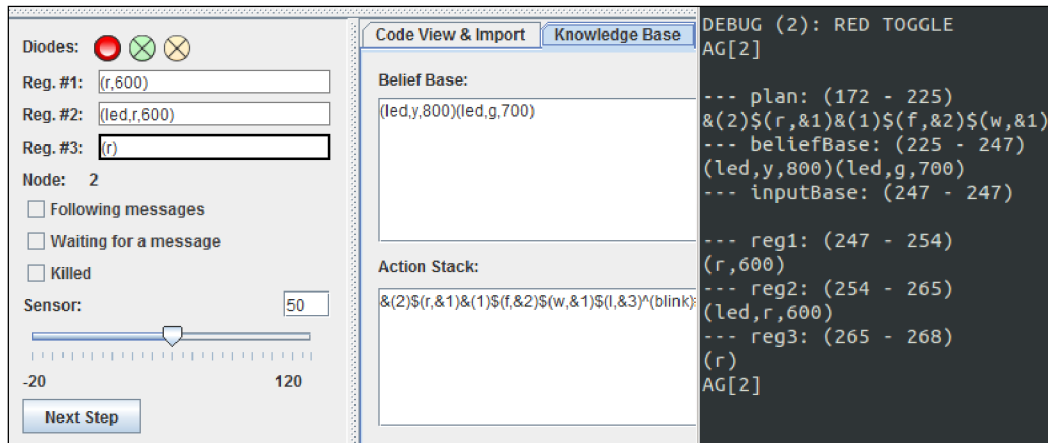 Diodes:
Reg. #1: (r,600)
Reg. #2: (led,r,600)
Reg. #3: (r)
Node: 2
Following messages
Waiting for a message
Killed
Sensor: 50
-20 120
Next Step
Code View & Import Knowledge Base
Belief Base:
(led,y,800)(led,g,700)
Action Stack:
&(2)$(r,&1)&(1)$(f,&2)$(w,&1)$(l,&3)^(blink)
DEBUG (2): RED TOGGLE
AG[2]
--- plan: (172 - 225)
&(2)$(r,&1)&(1)$(f,&2)$(w,&1)
--- beliefBase: (225 - 247)
(led,y,800)(led,g,700)
--- inputBase: (247 - 247)
--- reg1: (247 - 254)
(r,600)
--- reg2: (254 - 265)
(led,r,600)
--- reg3: (265 - 268)
(r)
AG[2]